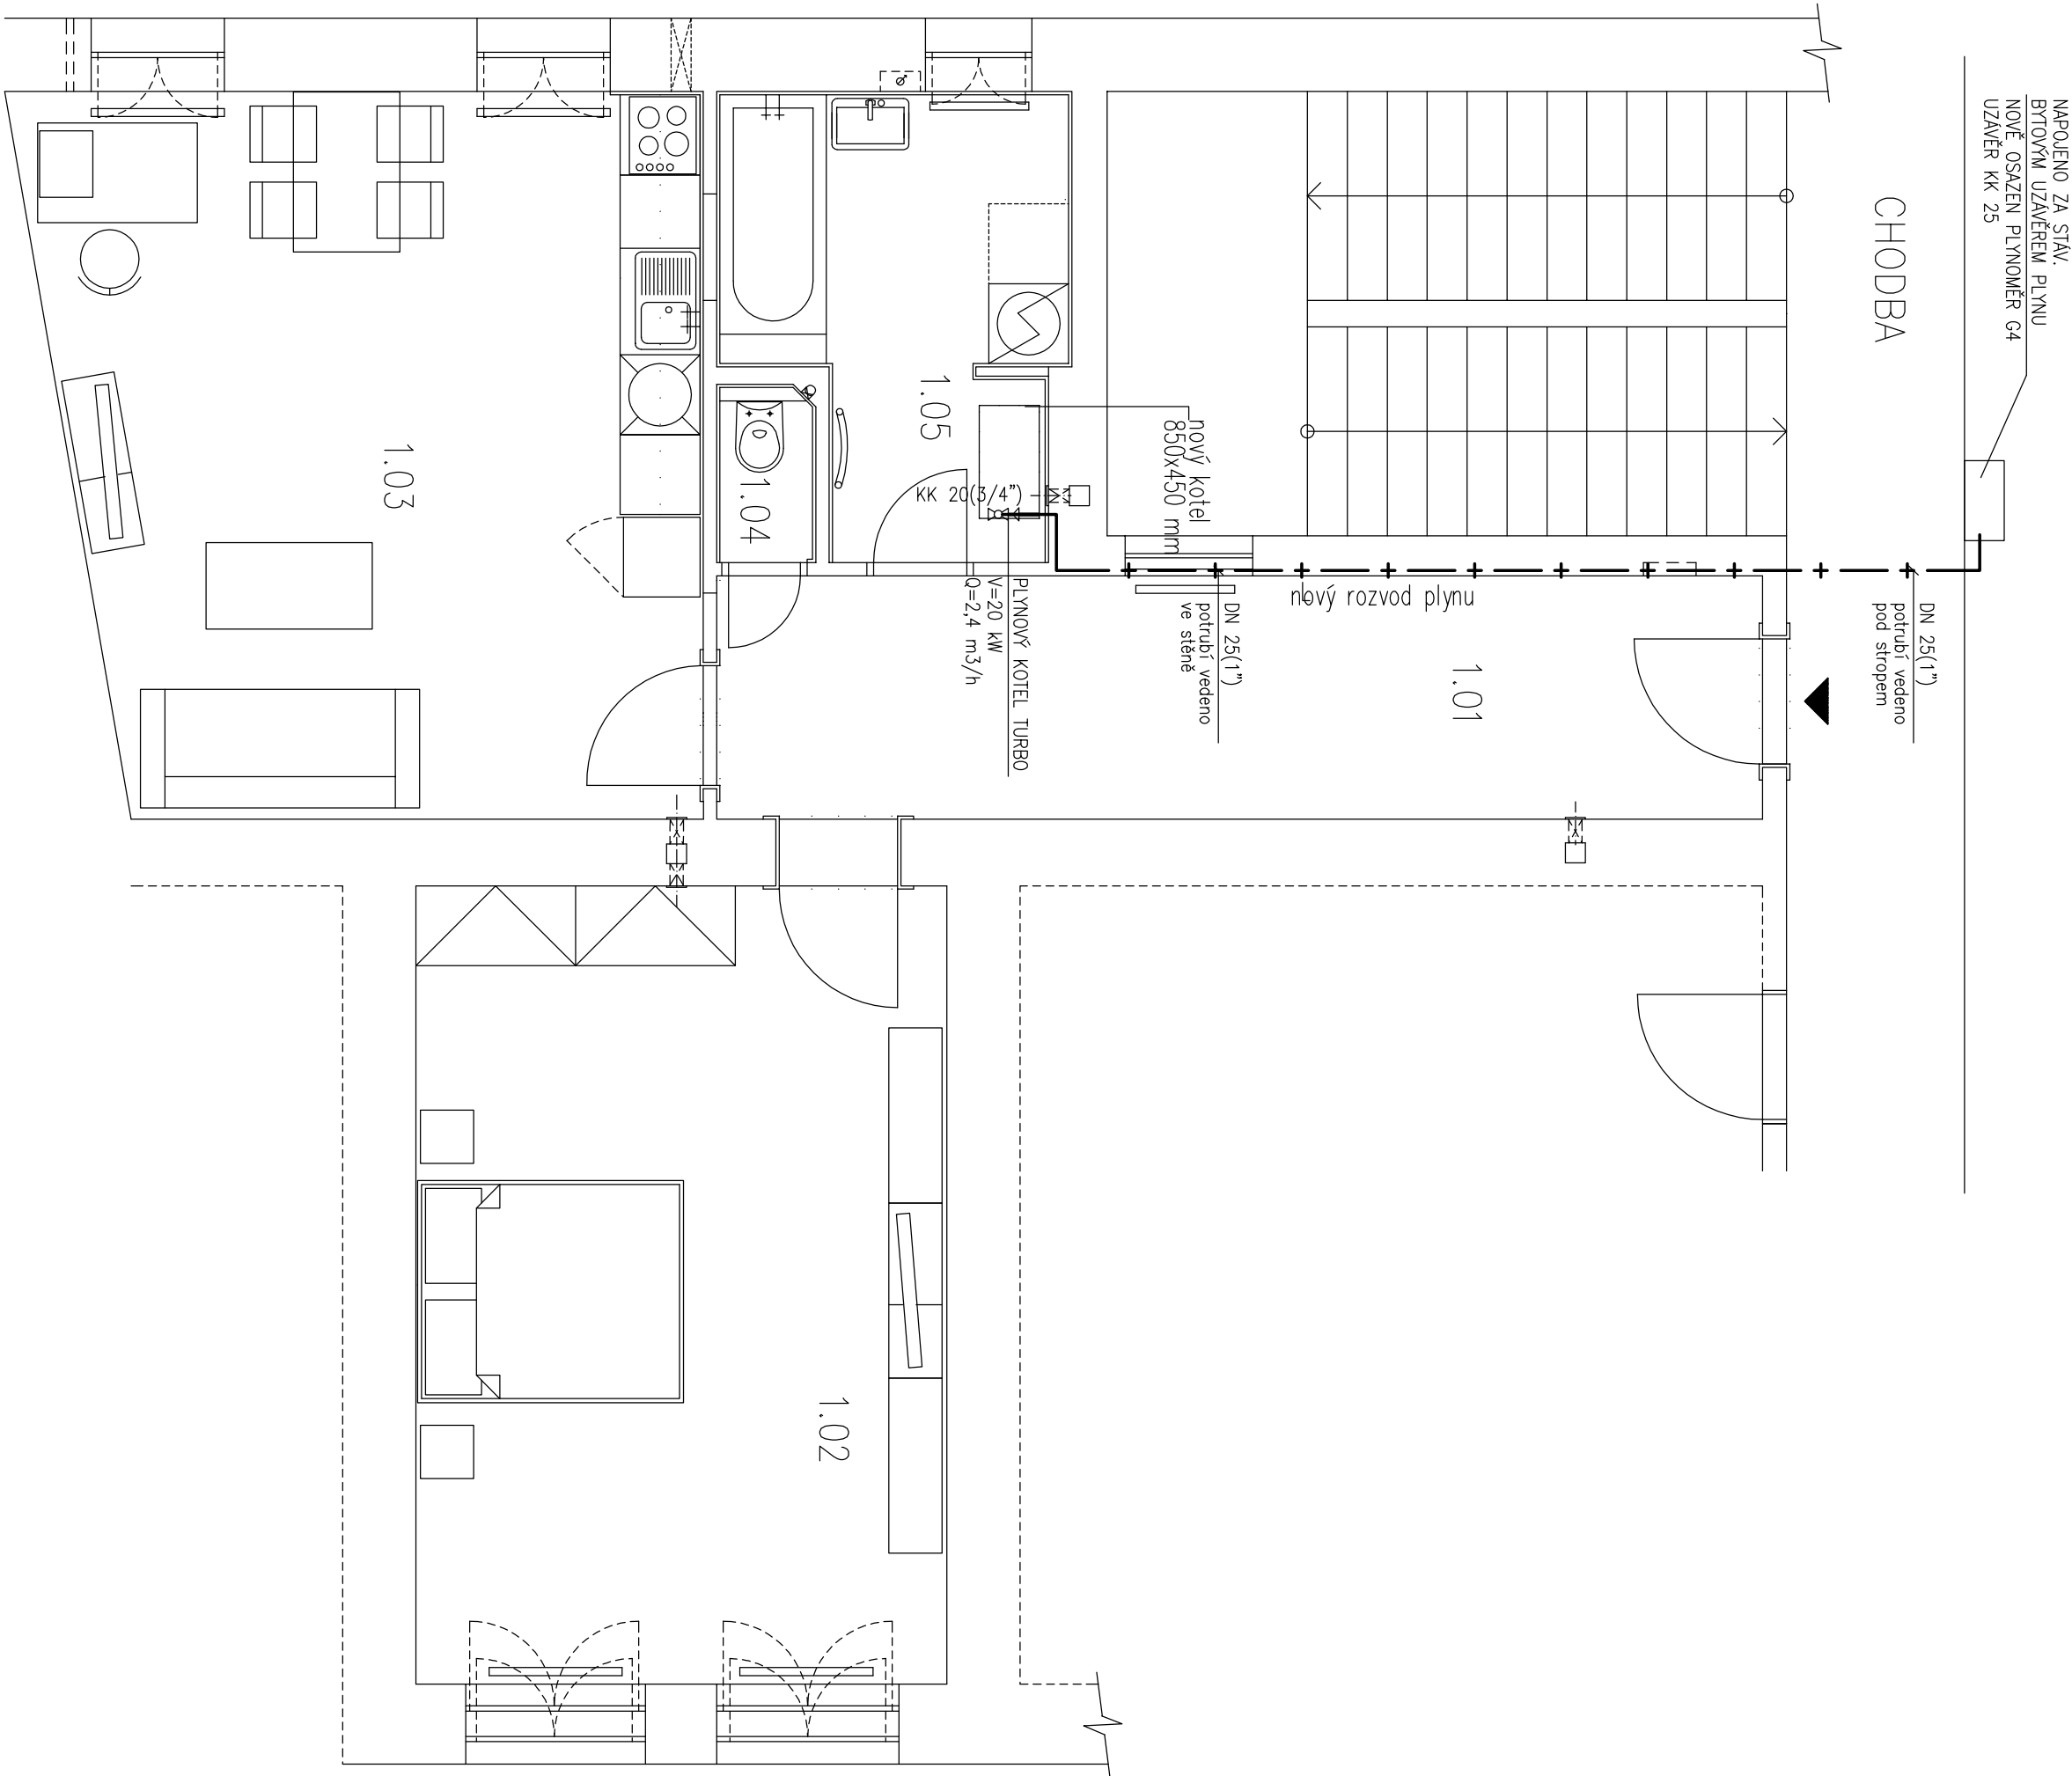 NAPOJENO ZA STÁV.
BYTOVÝM UZÁVĚREM PLYNU
NOVĚ OSAZEN PLYNOMĚR G4
UZÁVĚR KK 25
CHODBA
DN 25(1")
potrubí vedeno
pod stropem
1.01
nový rozvod plynu
DN 25(1")
potrubí vedeno
ve stěně
nový kotel
850x450 mm
KK 20(3/4")
PLYNOVÝ KOTEL TURBO
V=20 kW
Q=2,4 m3/h
1.05
1.04
1.03
1.02